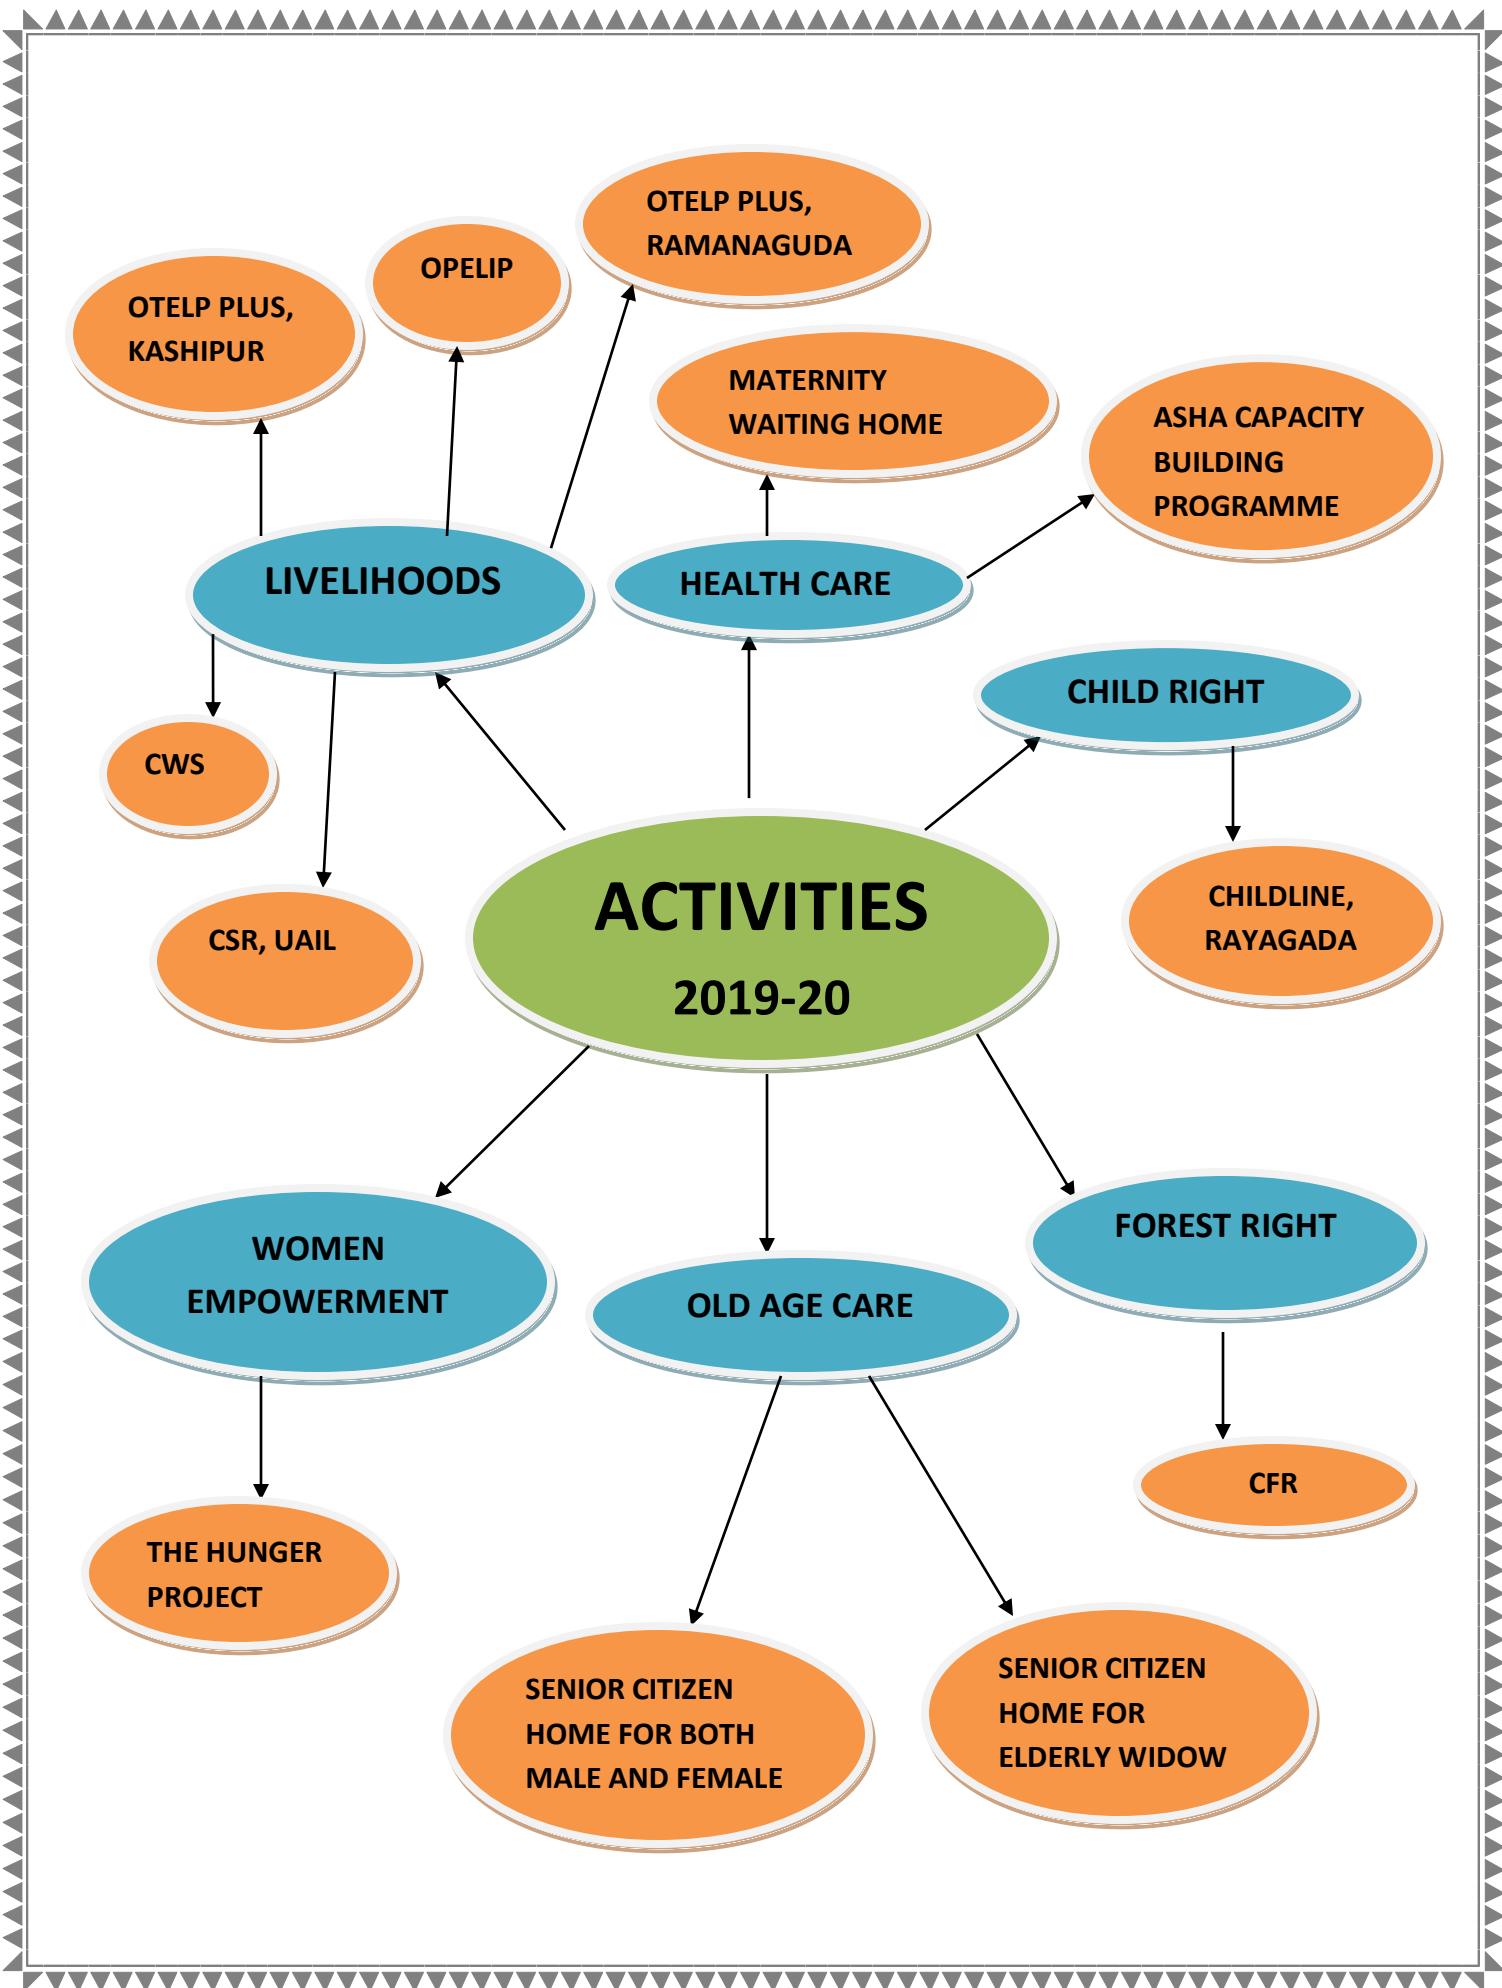 OTELP PLUS,
RAMANAGUDA
OPELIP
OTELP PLUS,
KASHIPUR
MATERNITY
WAITING HOME
ASHA CAPACITY
BUILDING
PROGRAMME
LIVELIHOODS
HEALTH CARE
CHILD RIGHT
CWS
CHILDLINE,
RAYAGADA
CSR, UAIL
ACTIVITIES
2019-20
WOMEN
EMPOWERMENT
OLD AGE CARE
FOREST RIGHT
CFR
THE HUNGER
PROJECT
SENIOR CITIZEN
HOME FOR BOTH
MALE AND FEMALE
SENIOR CITIZEN
HOME FOR
ELDERLY WIDOW